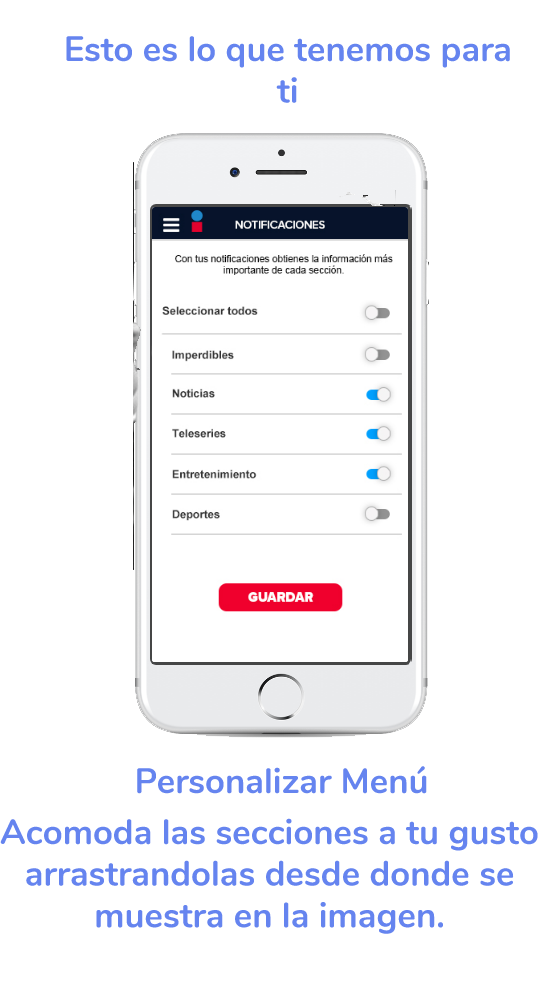 Esto es lo que tenemos para
ti
NOTIFICACIONES
Con tus notificaciones obtienes la información más
importante de cada sección.
Seleccionar todos
Imperdibles
Noticias
Teleseries
Entretenimiento
Deportes
GUARDAR
Personalizar Menú
Acomoda las secciones a tu gusto
arrastrandolas desde donde se
muestra en la imagen.